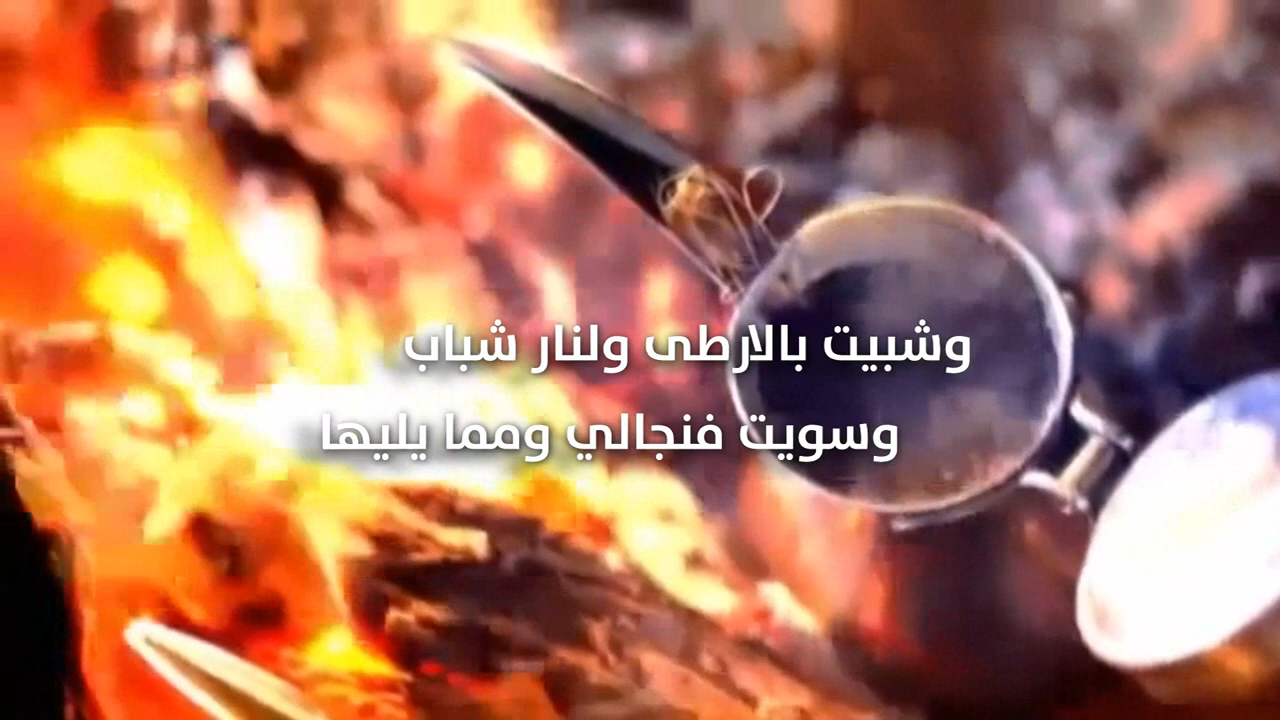 وشبيت بالارطى ولنار شباب
وسويت فنجالي ومما يليها